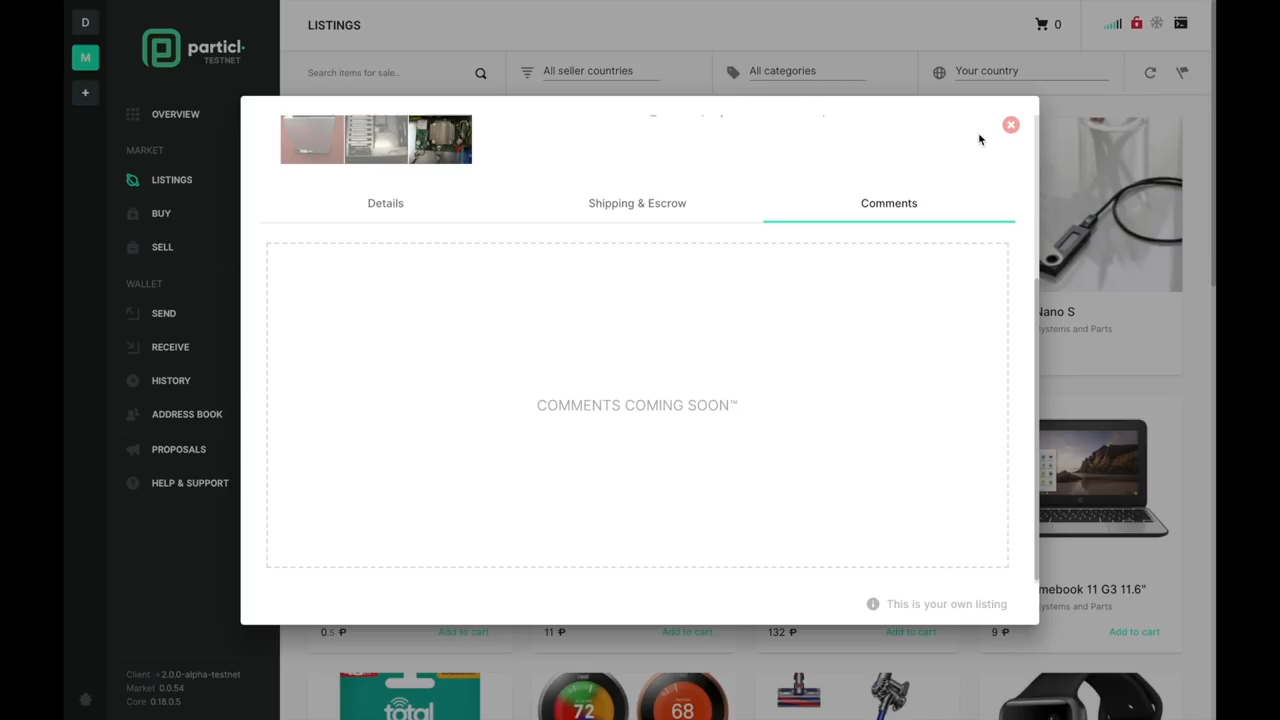 D
M
+
particl
TESTNET
OVERVIEW
MARKET
LISTINGS
BUY
SELL
WALLET
SEND
RECEIVE
HISTORY
ADDRESS BOOK
PROPOSALS
HELP & SUPPORT
Client 2.0.0-alpha-testnet
Market 0.0.54
Core 0.18.0.5
LISTINGS
0
Search items for sale..
All seller countries
All categories
Your country
Details
Shipping & Escrow
Comments
COMMENTS COMING SOON™
This is your own listing
Nano S
ystems and Parts
mebook 11 G3 11.6"
ystems and Parts
0.5 ₽ Add to cart
11 ₽ Add to cart
132 ₽ Add to cart
9 ₽ Add to cart
total
nest
72
68